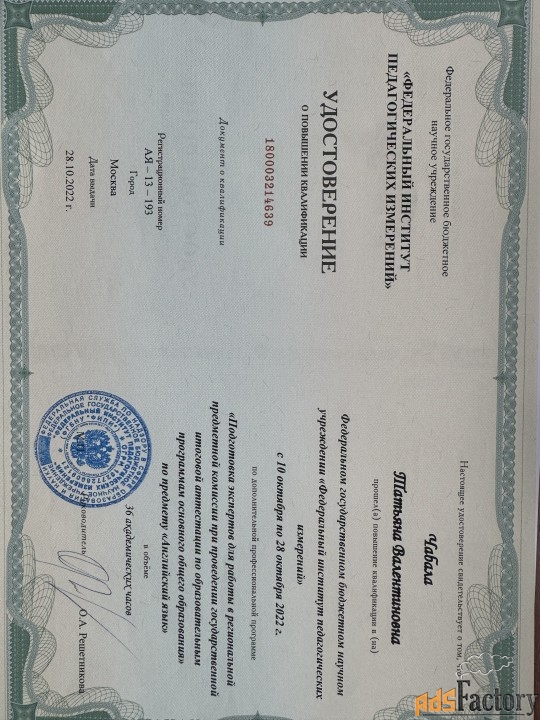 Федеральное государственное бюджетное
научное учреждение
«ФЕДЕРАЛЬНЫЙ ИНСТИТУТ
ПЕДАГОГИЧЕСКИХ ИЗМЕРЕНИЙ»
УДОСТОВЕРЕНИЕ
О ПОВЫШЕНИИ КВАЛИФИКАЦИИ
180003214639
Документ о квалификации
Регистрационный номер
АЯ – 13 – 193
Город
Москва
Дата выдачи
28.10.2022 г.
Настоящее удостоверение свидетельствует о том, что
Чабала
Татьяна Валентиновна
прошел(а) повышение квалификации в (на)
Федеральном государственном бюджетном научном
учреждении «Федеральный институт педагогических
измерений»
с 10 октября по 28 октября 2022 г.
по дополнительной профессиональной программе
«Подготовка экспертов для работы в региональной
предметной комиссии при проведении государственной
итоговой аттестации по образовательным
программам основного общего образования»
по предмету «Английский язык»
в объёме
36 академических часов
Руководитель
О.А. Решетникова
AdsFactory